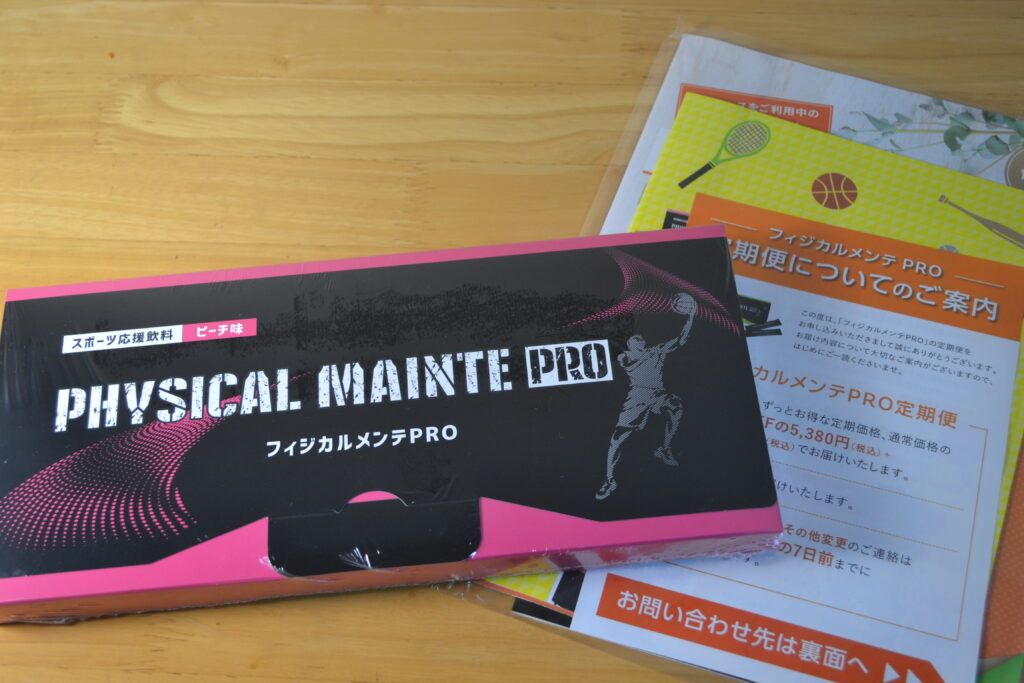 スポーツ応援飲料 ピーチ味
PHYSICAL MAINTE PRO
フィジカルメンテPRO
スをご利用中の
フィジカルメンテ PRO
期便についてのご案内
この度は、「フィジカルメンテPRO」の定期便を
お申し込みいただきまして誠にありがとうございます。
お届け内容について大切なご案内がございますので、
はじめにご一読くださいませ。
カルメンテPRO定期便
ずっとお得な定期価格、通常価格の
Fの5,380円(税込)
(税込)でお届けいたします。
けいたします。
その他変更のご連絡は
の7日前までに
す。
お問い合わせ先は裏面へ